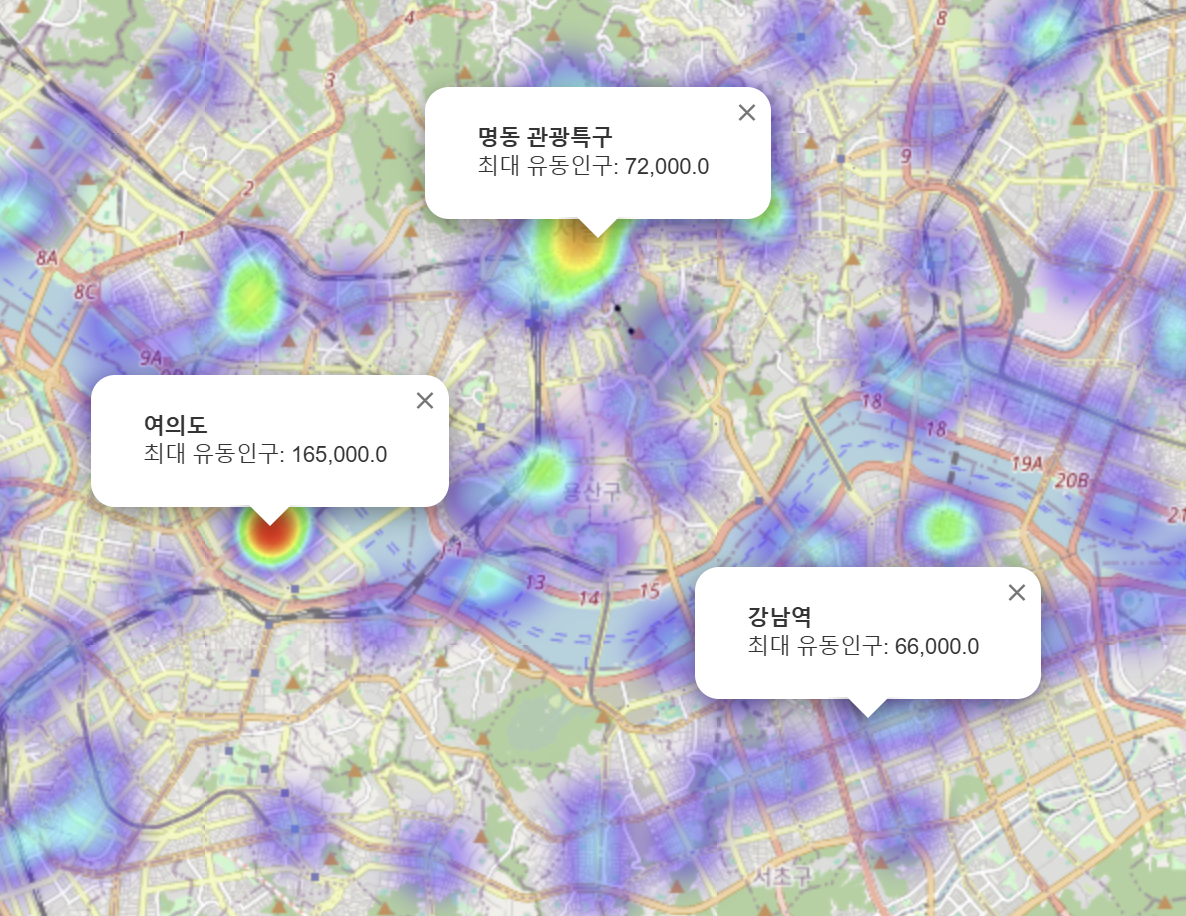 4
8
3
명동 관광특구
최대 유동인구: 72,000.0
9
2
1
8A
8C
9A
여의도
최대 유동인구: 165,000.0
18
18
19A
20B
용산구
21
13
14
15
강남역
최대 유동인구: 66,000.0
서초구